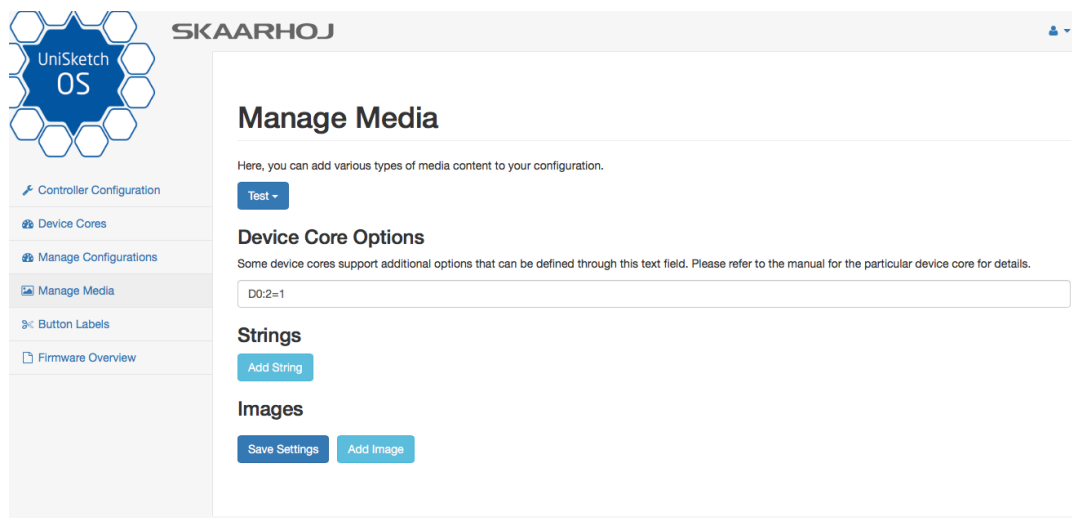 SKAARHOJ
UniSketch
OS
Controller Configuration
Device Cores
Manage Configurations
Manage Media
Button Labels
Firmware Overview
Manage Media
Here, you can add various types of media content to your configuration.
Test
Device Core Options
Some device cores support additional options that can be defined through this text field. Please refer to the manual for the particular device core for details.
D0:2=1
Strings
Add String
Images
Save Settings Add Image